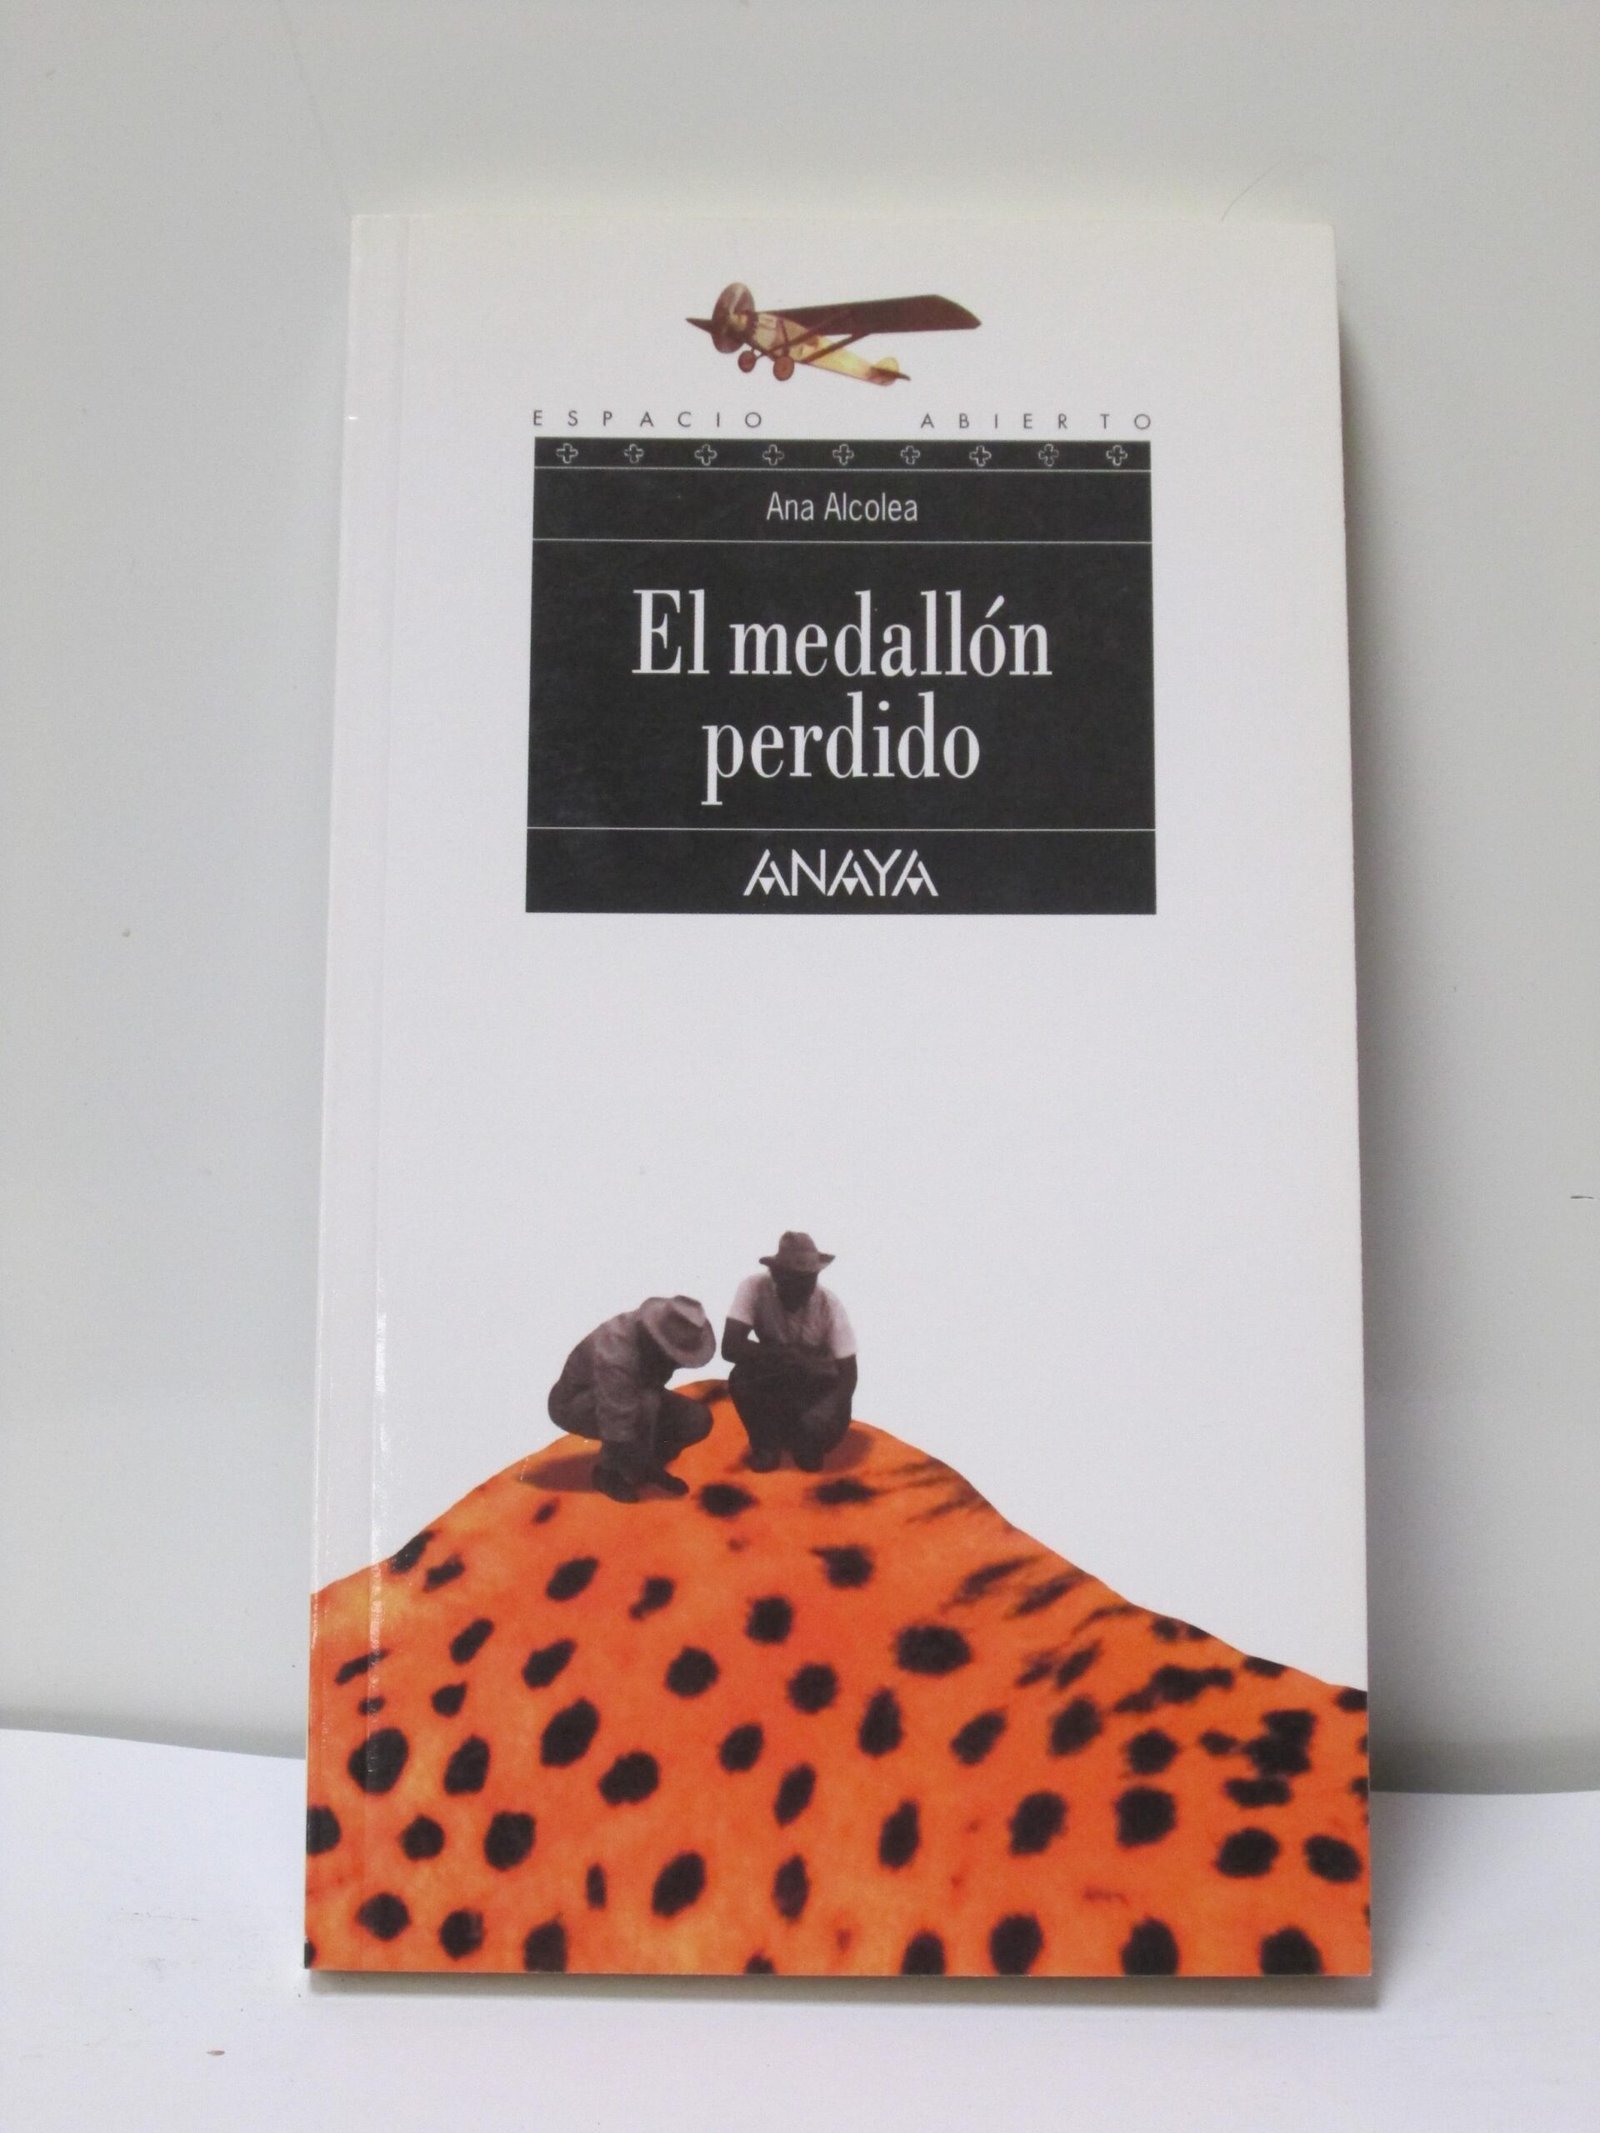 ESPACIO ABIERTO
Ana Alcolea
El medallón
perdido
ANAYA